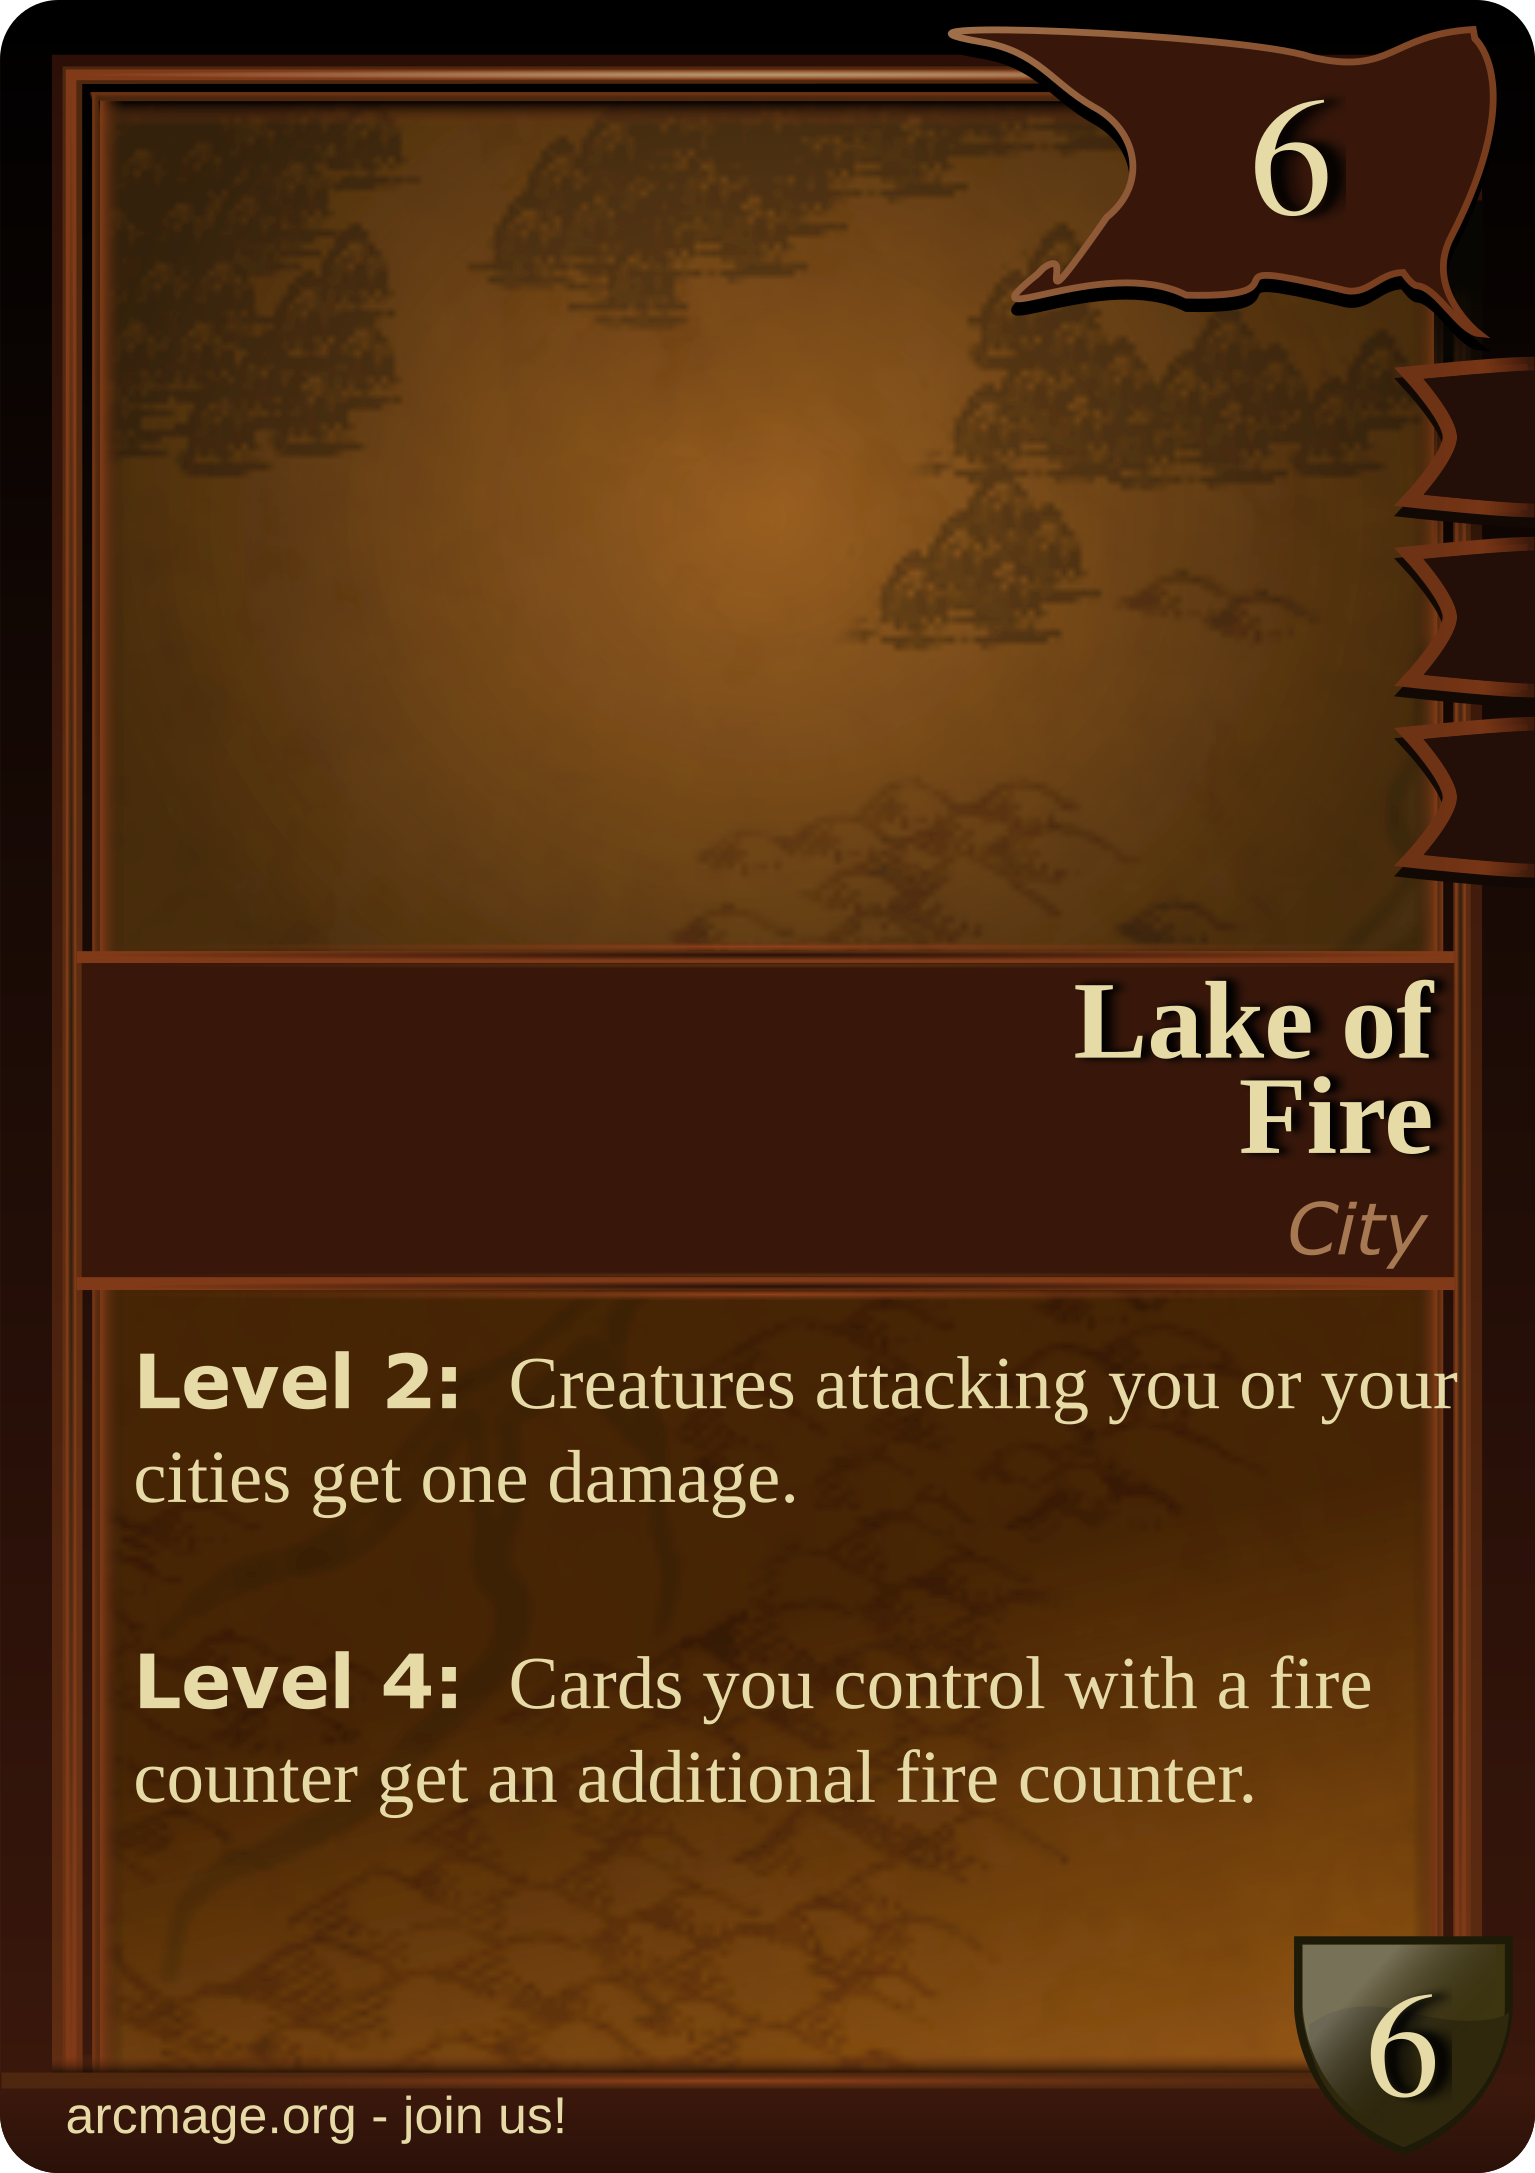 6
Lake of
Fire
City
Level 2: Creatures attacking you or your
cities get one damage.
Level 4: Cards you control with a fire
counter get an additional fire counter.
6
arcmage.org - join us!